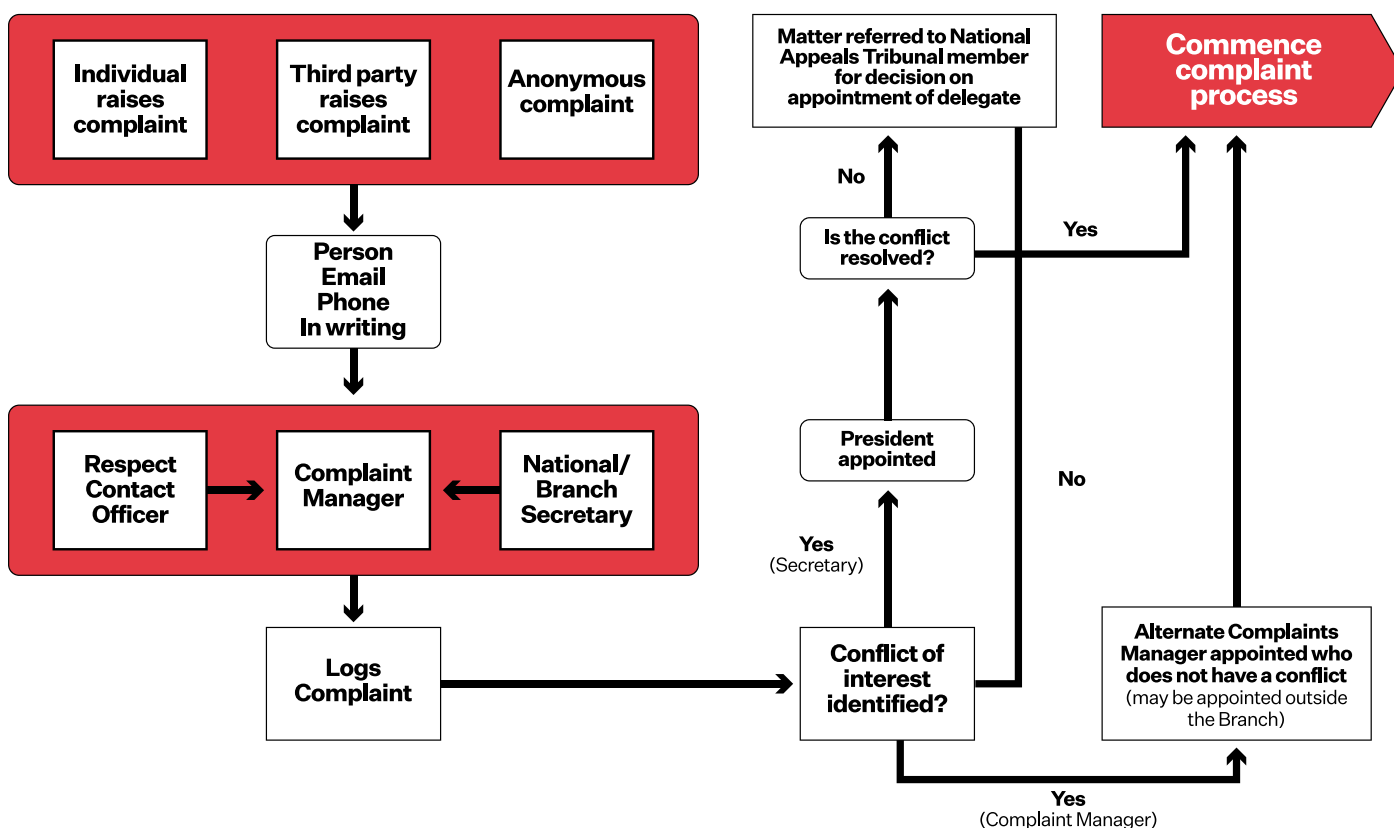 Individual
raises
complaint
Third party
raises
complaint
Anonymous
complaint
Person
Email
Phone
In writing
Respect
Contact
Officer
Complaint
Manager
National/
Branch
Secretary
Logs
Complaint
Matter referred to National
Appeals Tribunal member
for decision on
appointment of delegate
Commence
complaint
process
No
Is the conflict
resolved?
Yes
President
appointed
No
Yes
(Secretary)
Conflict of
interest
identified?
Alternate Complaints
Manager appointed who
does not have a conflict
(may be appointed outside
the Branch)
Yes
(Complaint Manager)